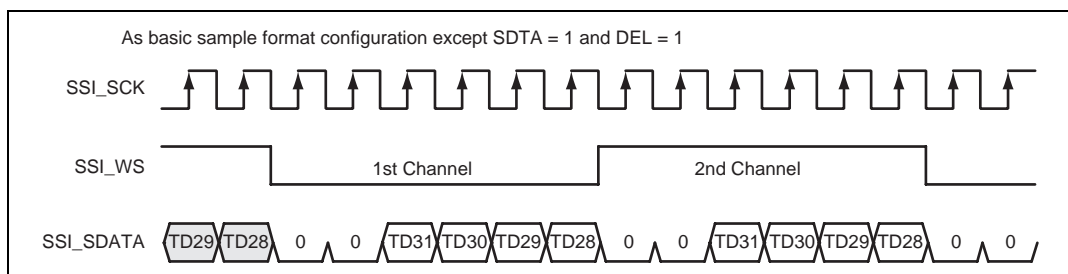 As basic sample format configuration except SDTA = 1 and DEL = 1
SSI_SCK
SSI_WS 1st Channel 2nd Channel
SSI_SDATA TD29 TD28 0 0 TD31 TD30 TD29 TD28 0 0 TD31 TD30 TD29 TD28 0 0